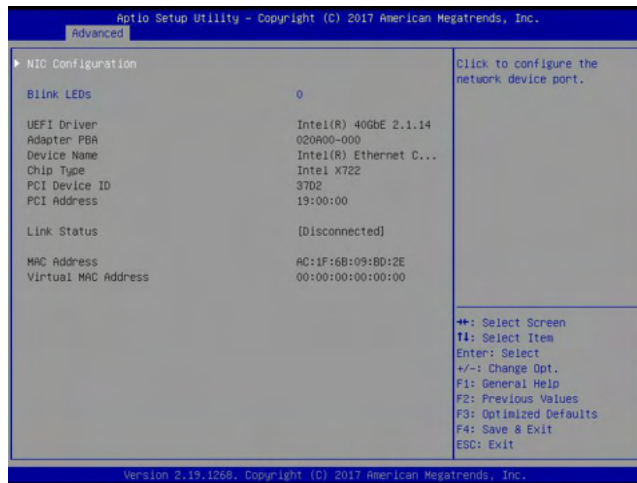 Aptio Setup Utility – Copyright (C) 2017 American Megatrends, Inc.
Advanced
▶ NIC Configuration
Blink LEDs 0
UEFI Driver Intel(R) 40GbE 2.1.14
Adapter PBA 020A00-000
Device Name Intel(R) Ethernet C...
Chip Type Intel X722
PCI Device ID 37D2
PCI Address 19:00:00
Link Status [Disconnected]
MAC Address AC:1F:6B:09:BD:2E
Virtual MAC Address 00:00:00:00:00:00
Click to configure the
network device port.
→←: Select Screen
↑↓: Select Item
Enter: Select
+/-: Change Opt.
F1: General Help
F2: Previous Values
F3: Optimized Defaults
F4: Save & Exit
ESC: Exit
Version 2.19.1268. Copyright (C) 2017 American Megatrends, Inc.